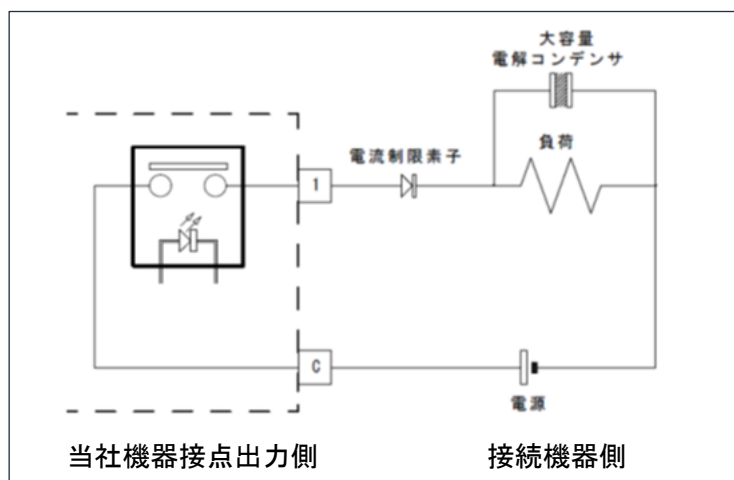 大容量
電解コンデンサ
電流制限素子
負荷
1
C
電源
当社機器接点出力側
接続機器側